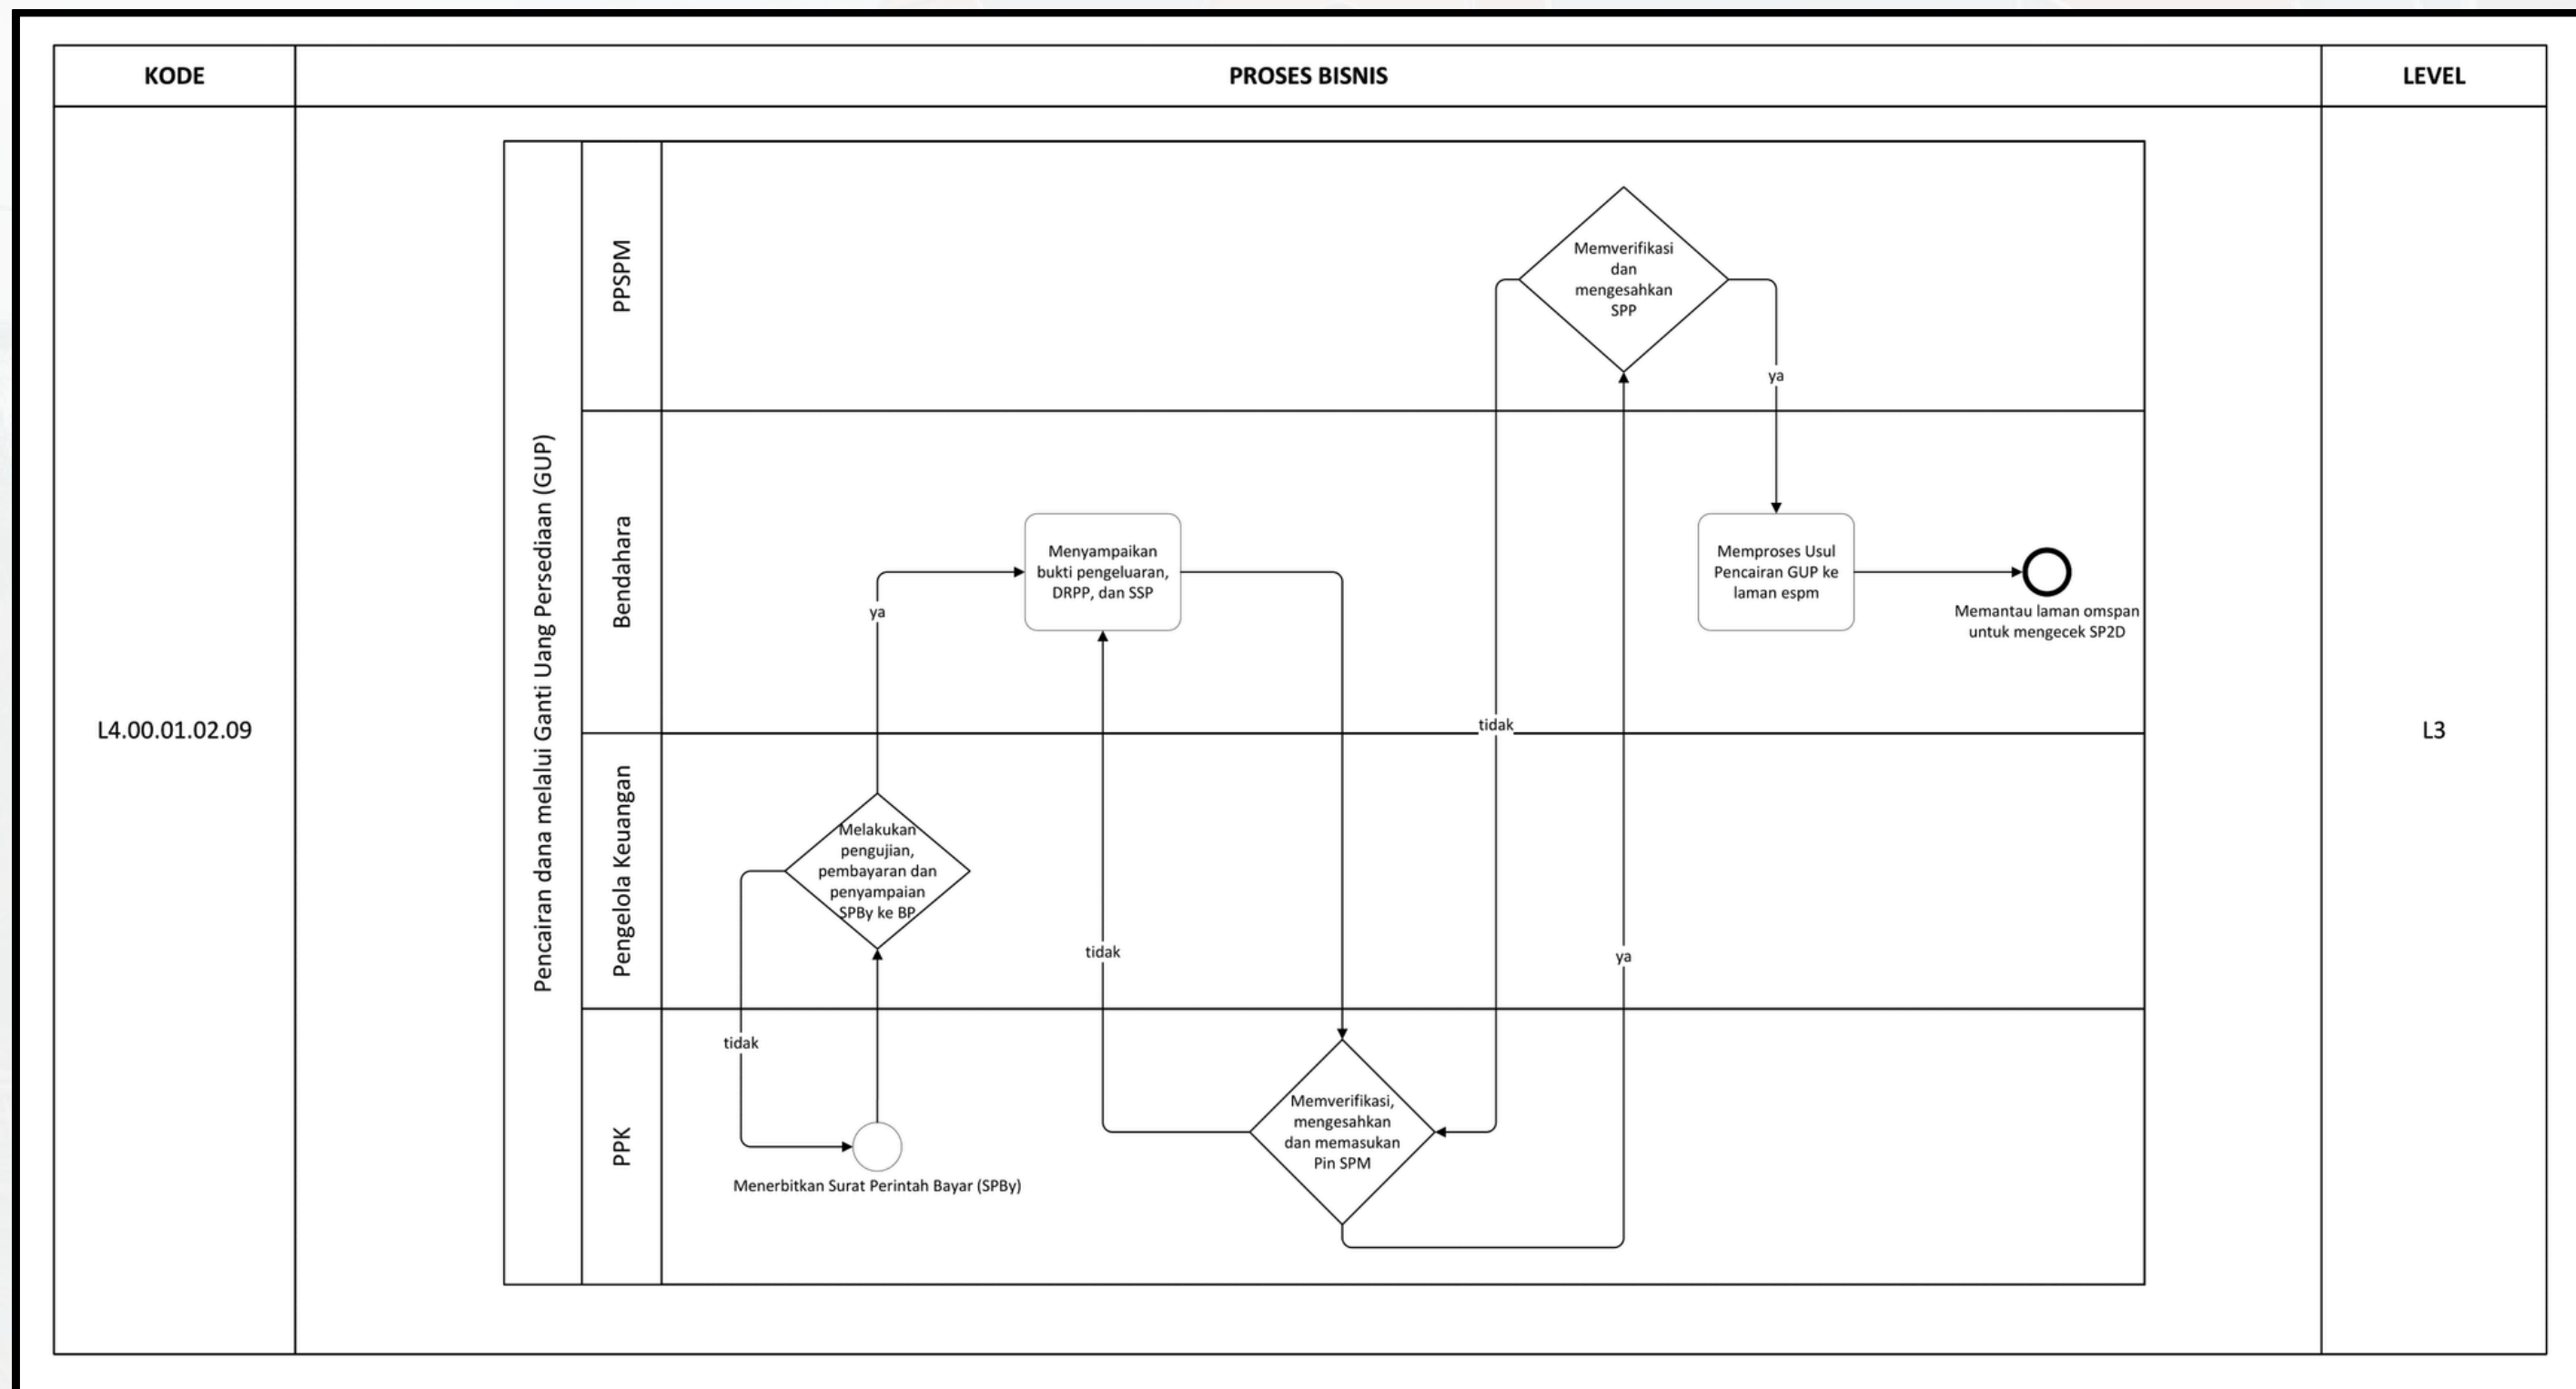 KODE
PROSES BISNIS
LEVEL
L4.00.01.02.09
Pencairan dana melalui Ganti Uang Persediaan (GUP)
PPSPM
Memverifikasi
dan
mengesahkan
SPP
ya
Bendahara
Menyampaikan
bukti pengeluaran,
DRPP, dan SSP
Memproses Usul
Pencairan GUP ke
laman espm
Memantau laman omspan
untuk mengecek SP2D
ya
tidak
Pengelola Keuangan
Melakukan
pengujian,
pembayaran dan
penyampaian
SPBy ke BP
tidak
ya
PPK
tidak
Menerbitkan Surat Perintah Bayar (SPBy)
Memverifikasi,
mengesahkan
dan memasukan
Pin SPM
L3